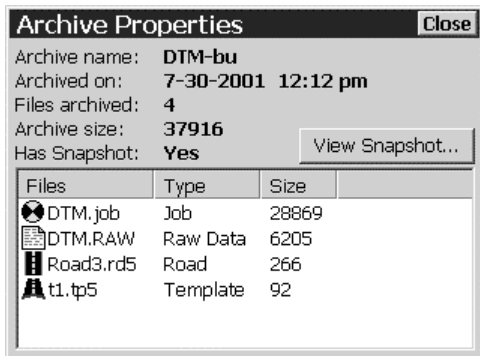 Archive Properties Close
Archive name: DTM-bu
Archived on: 7-30-2001 12:12 pm
Files archived: 4
Archive size: 37916
Has Snapshot: Yes
View Snapshot...
Files Type Size
DTM.job Job 28869
DTM.RAW Raw Data 6205
Road3.rd5 Road 266
t1.tp5 Template 92